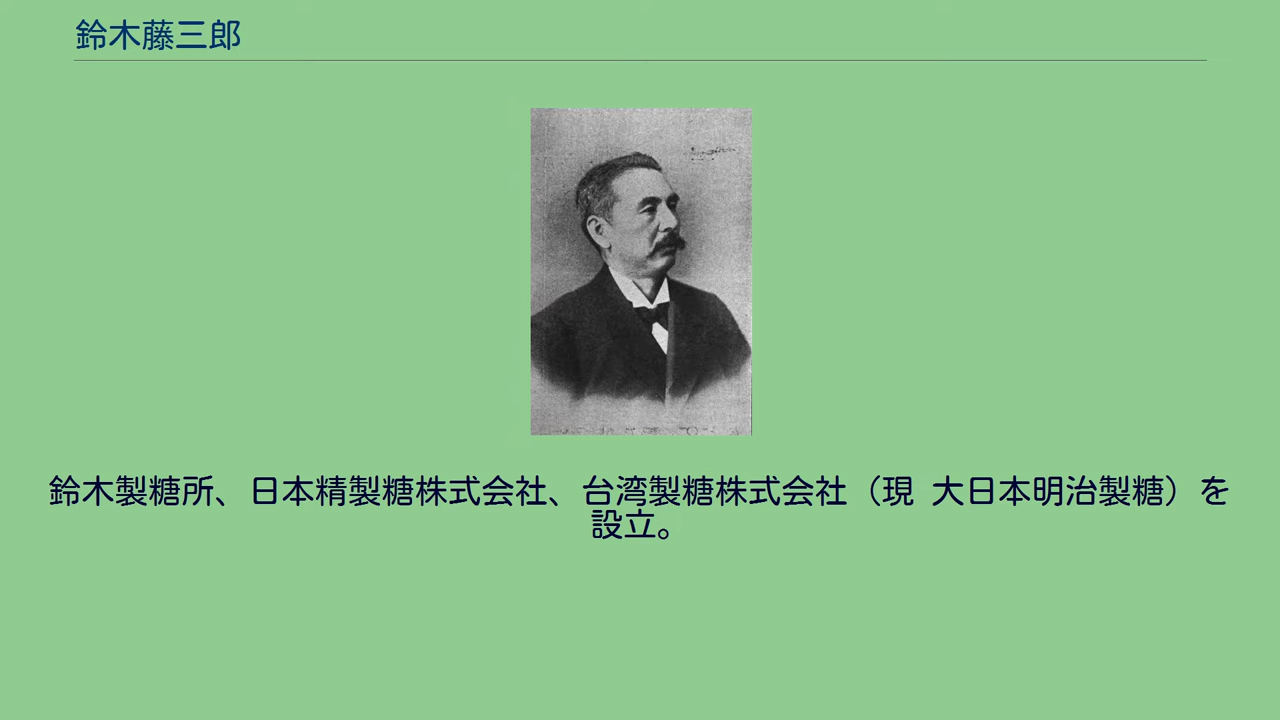 鈴木藤三郎
鈴木製糖所、日本精製糖株式会社、台湾製糖株式会社（現 大日本明治製糖）を
設立。